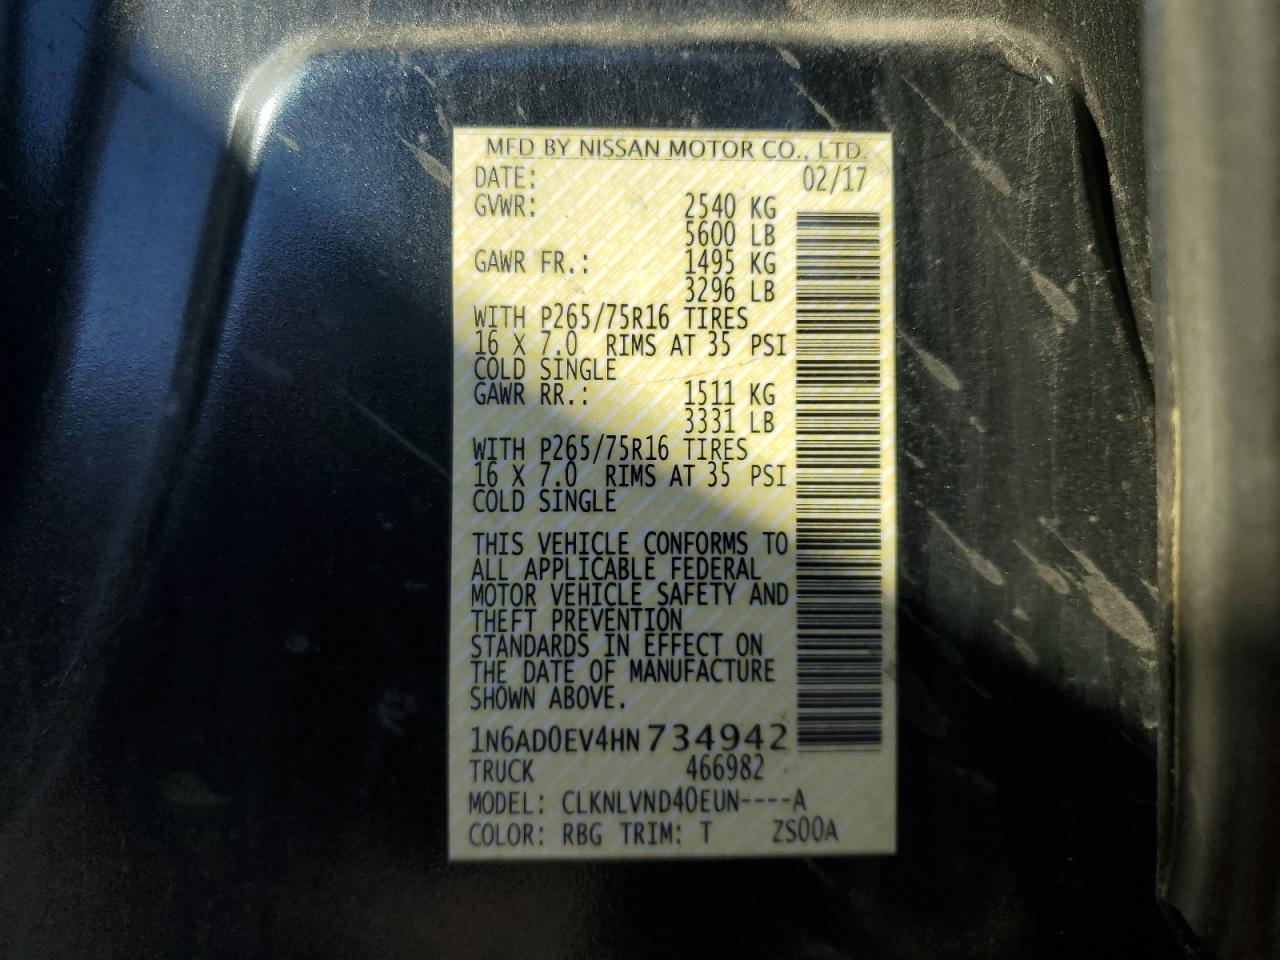 MFD BY NISSAN MOTOR CO., LTD.
DATE: 02/17
GVWR: 2540 KG
5600 LB
GAWR FR.: 1495 KG
3296 LB
WITH P265/75R16 TIRES
16 X 7.0 RIMS AT 35 PSI
COLD SINGLE
GAWR RR.: 1511 KG
3331 LB
WITH P265/75R16 TIRES
16 X 7.0 RIMS AT 35 PSI
COLD SINGLE
THIS VEHICLE CONFORMS TO
ALL APPLICABLE FEDERAL
MOTOR VEHICLE SAFETY AND
THEFT PREVENTION
STANDARDS IN EFFECT ON
THE DATE OF MANUFACTURE
SHOWN ABOVE.
1N6AD0EV4HN734942
TRUCK 466982
MODEL: CLKNLVND40EUN----A
COLOR: RBG TRIM: T ZS00A